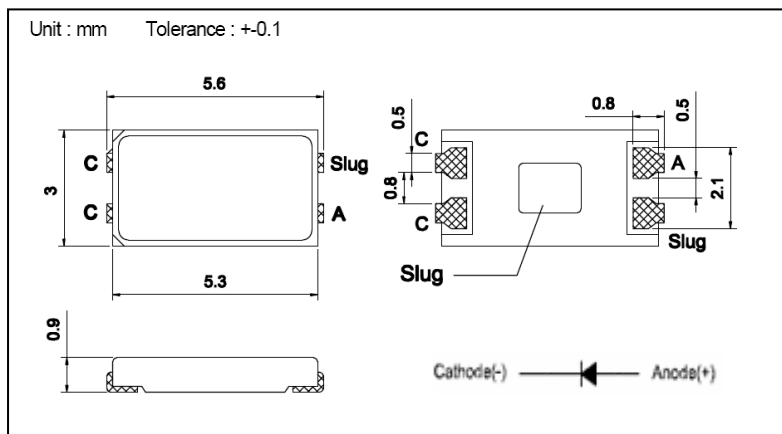 Unit : mm Tolerance : +-0.1
5.6
C Slug
3
C A
5.3
0.9
0.5
C
0.8
C
0.8
0.5
A
2.1
Slug
Slug
Cathode(-) Anode(+)